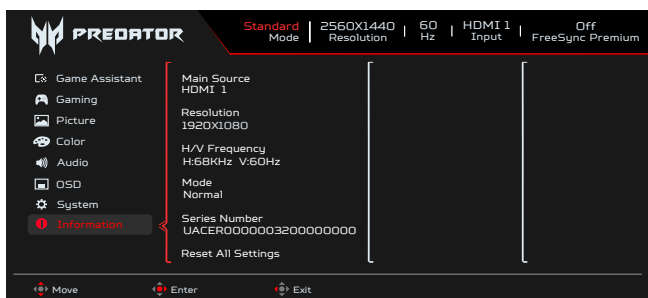 PREDATOR
Standard
Mode
2560X1440
Resolution
60
Hz
HDMI 1
Input
Off
FreeSync Premium
Game Assistant
Gaming
Picture
Color
Audio
OSD
System
Information
Main Source
HDMI 1
Resolution
1920X1080
H/V Frequency
H:68KHz V:60Hz
Mode
Normal
Series Number
UACER0000003200000000
Reset All Settings
Move
Enter
Exit